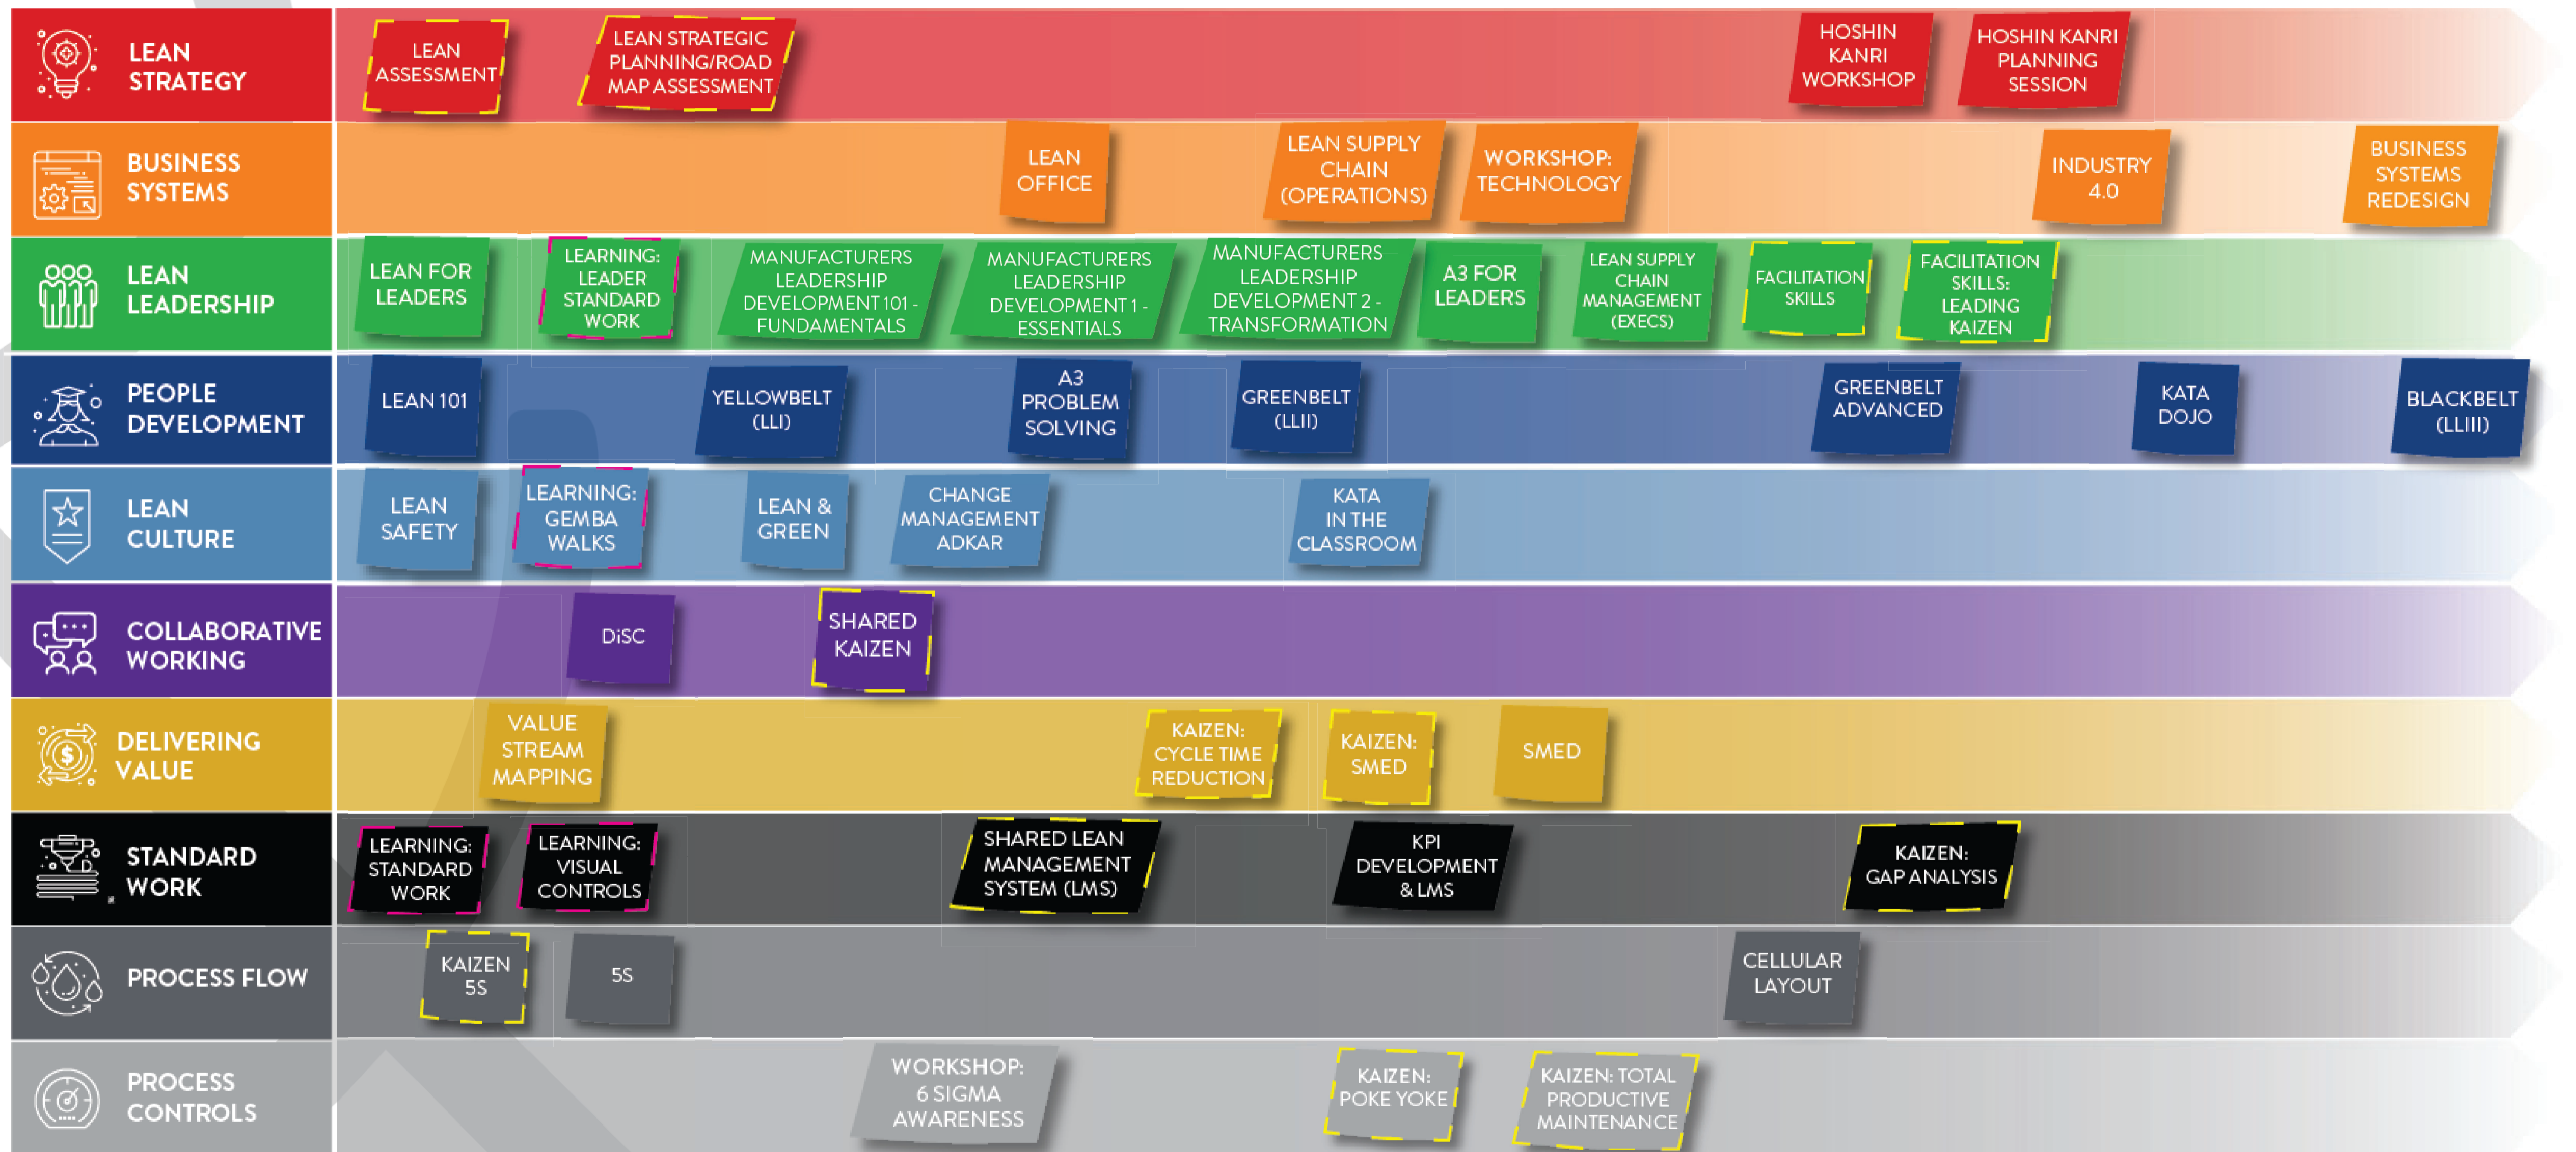 LEAN
STRATEGY
LEAN
ASSESSMENT
LEAN STRATEGIC
PLANNING/ROAD
MAP ASSESSMENT
HOSHIN
KANRI
WORKSHOP
HOSHIN KANRI
PLANNING
SESSION
BUSINESS
SYSTEMS
LEAN
OFFICE
LEAN SUPPLY
CHAIN
(OPERATIONS)
WORKSHOP:
TECHNOLOGY
INDUSTRY
4.0
BUSINESS
SYSTEMS
REDESIGN
LEAN
LEADERSHIP
LEAN FOR
LEADERS
LEARNING:
LEADER
STANDARD
WORK
MANUFACTURERS
LEADERSHIP
DEVELOPMENT 101 -
FUNDAMENTALS
MANUFACTURERS
LEADERSHIP
DEVELOPMENT 1 -
ESSENTIALS
MANUFACTURERS
LEADERSHIP
DEVELOPMENT 2 -
TRANSFORMATION
A3 FOR
LEADERS
LEAN SUPPLY
CHAIN
MANAGEMENT
(EXECS)
FACILITATION
SKILLS
FACILITATION
SKILLS:
LEADING
KAIZEN
PEOPLE
DEVELOPMENT
LEAN 101
YELLOWBELT
(LLI)
A3
PROBLEM
SOLVING
GREENBELT
(LLII)
GREENBELT
ADVANCED
KATA
DOJO
BLACKBELT
(LLIII)
LEAN
CULTURE
LEAN
SAFETY
LEARNING:
GEMBA
WALKS
LEAN &
GREEN
CHANGE
MANAGEMENT
ADKAR
KATA
IN THE
CLASSROOM
COLLABORATIVE
WORKING
DiSC
SHARED
KAIZEN
DELIVERING
VALUE
$
VALUE
STREAM
MAPPING
KAIZEN:
CYCLE TIME
REDUCTION
KAIZEN:
SMED
SMED
STANDARD
WORK
LEARNING:
STANDARD
WORK
LEARNING:
VISUAL
CONTROLS
SHARED LEAN
MANAGEMENT
SYSTEM (LMS)
KPI
DEVELOPMENT
& LMS
KAIZEN:
GAP ANALYSIS
PROCESS FLOW
KAIZEN
5S
5S
CELLULAR
LAYOUT
PROCESS
CONTROLS
WORKSHOP:
6 SIGMA
AWARENESS
KAIZEN:
POKE YOKE
KAIZEN: TOTAL
PRODUCTIVE
MAINTENANCE